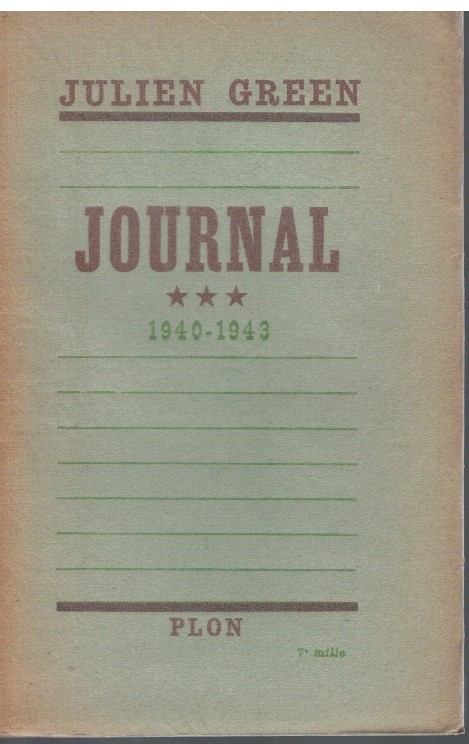 JULIEN GREEN
JOURNAL
★★★
1940-1943
PLON
7e mille